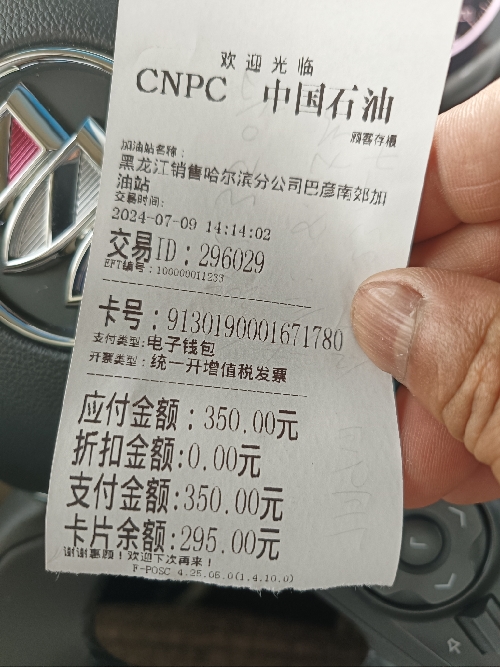 欢迎光临
CNPC 中国石油
顾客存根
加油站名称：
黑龙江销售哈尔滨分公司巴彦南郊加
油站
交易时间：
2024-07-09 14:14:02
交易ID：296029
EFT编号：100000011233
卡号：9130190001671780
支付类型：电子钱包
开票类型：统一开增值税发票
应付金额：350.00元
折扣金额：0.00元
支付金额：350.00元
卡片余额：295.00元
谢谢惠顾！欢迎下次再来！
F-POSC 4.25.06.0(1.4.10.0)